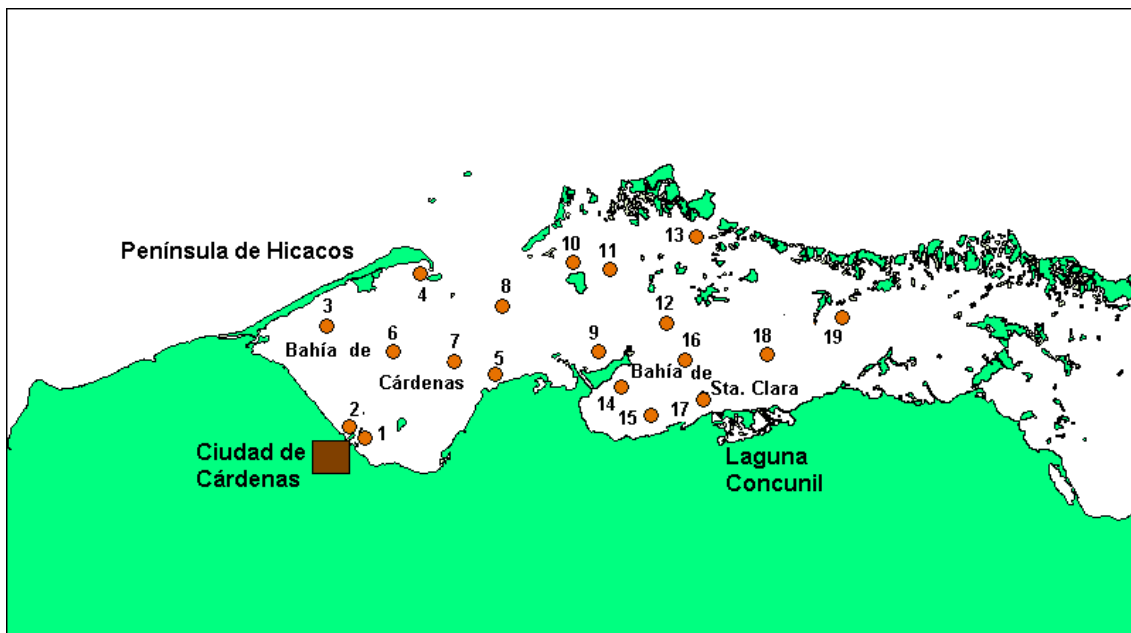 Península de Hicacos
13
10
11
4
8
3
12
6
9
16
18
19
Bahía de
7
5
Bahía de
Cárdenas
14
Sta. Clara
15
17
2
1
Ciudad de
Cárdenas
Laguna
Concunil